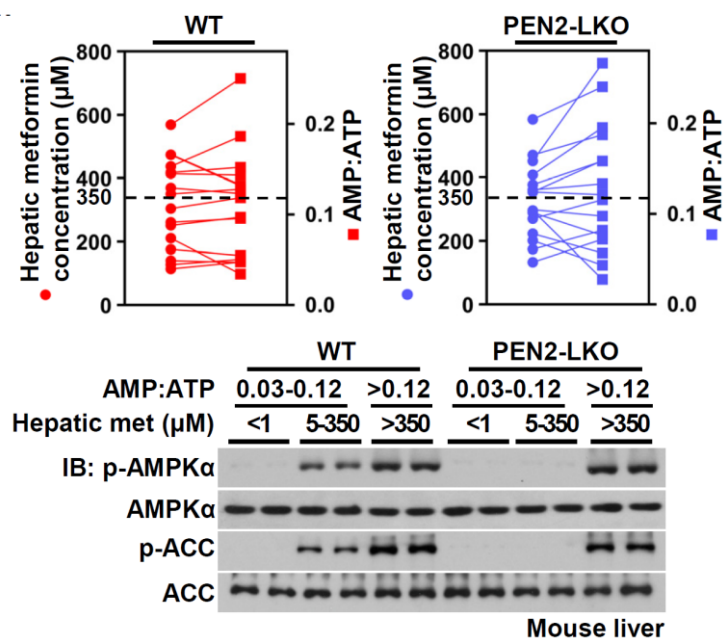 WT
PEN2-LKO
Hepatic metformin
concentration (µM)
800
600
400
350
200
0
0.2
0.1
0.0
AMP:ATP
Hepatic metformin
concentration (µM)
800
600
400
350
200
0
0.2
0.1
0.0
AMP:ATP
WT PEN2-LKO
AMP:ATP 0.03-0.12 >0.12 0.03-0.12 >0.12
Hepatic met (µM) <1 5-350 >350 <1 5-350 >350
IB: p-AMPKα
AMPKα
p-ACC
ACC
Mouse liver